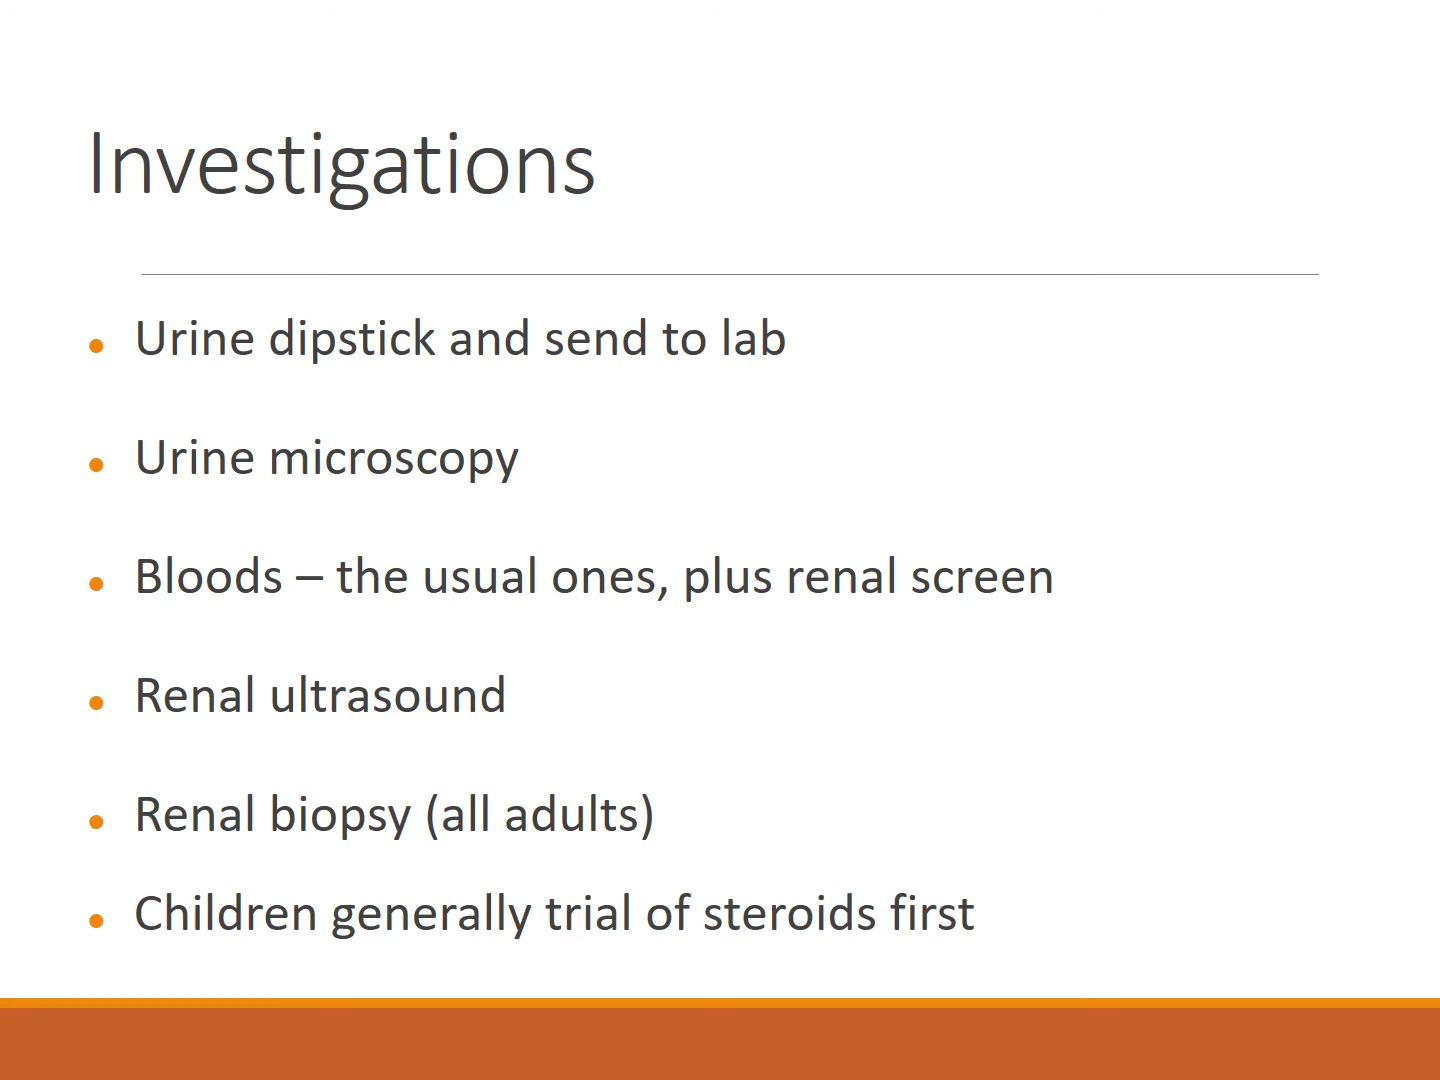 Investigations
Urine dipstick and send to lab
Urine microscopy
Bloods – the usual ones, plus renal screen
Renal ultrasound
Renal biopsy (all adults)
Children generally trial of steroids first